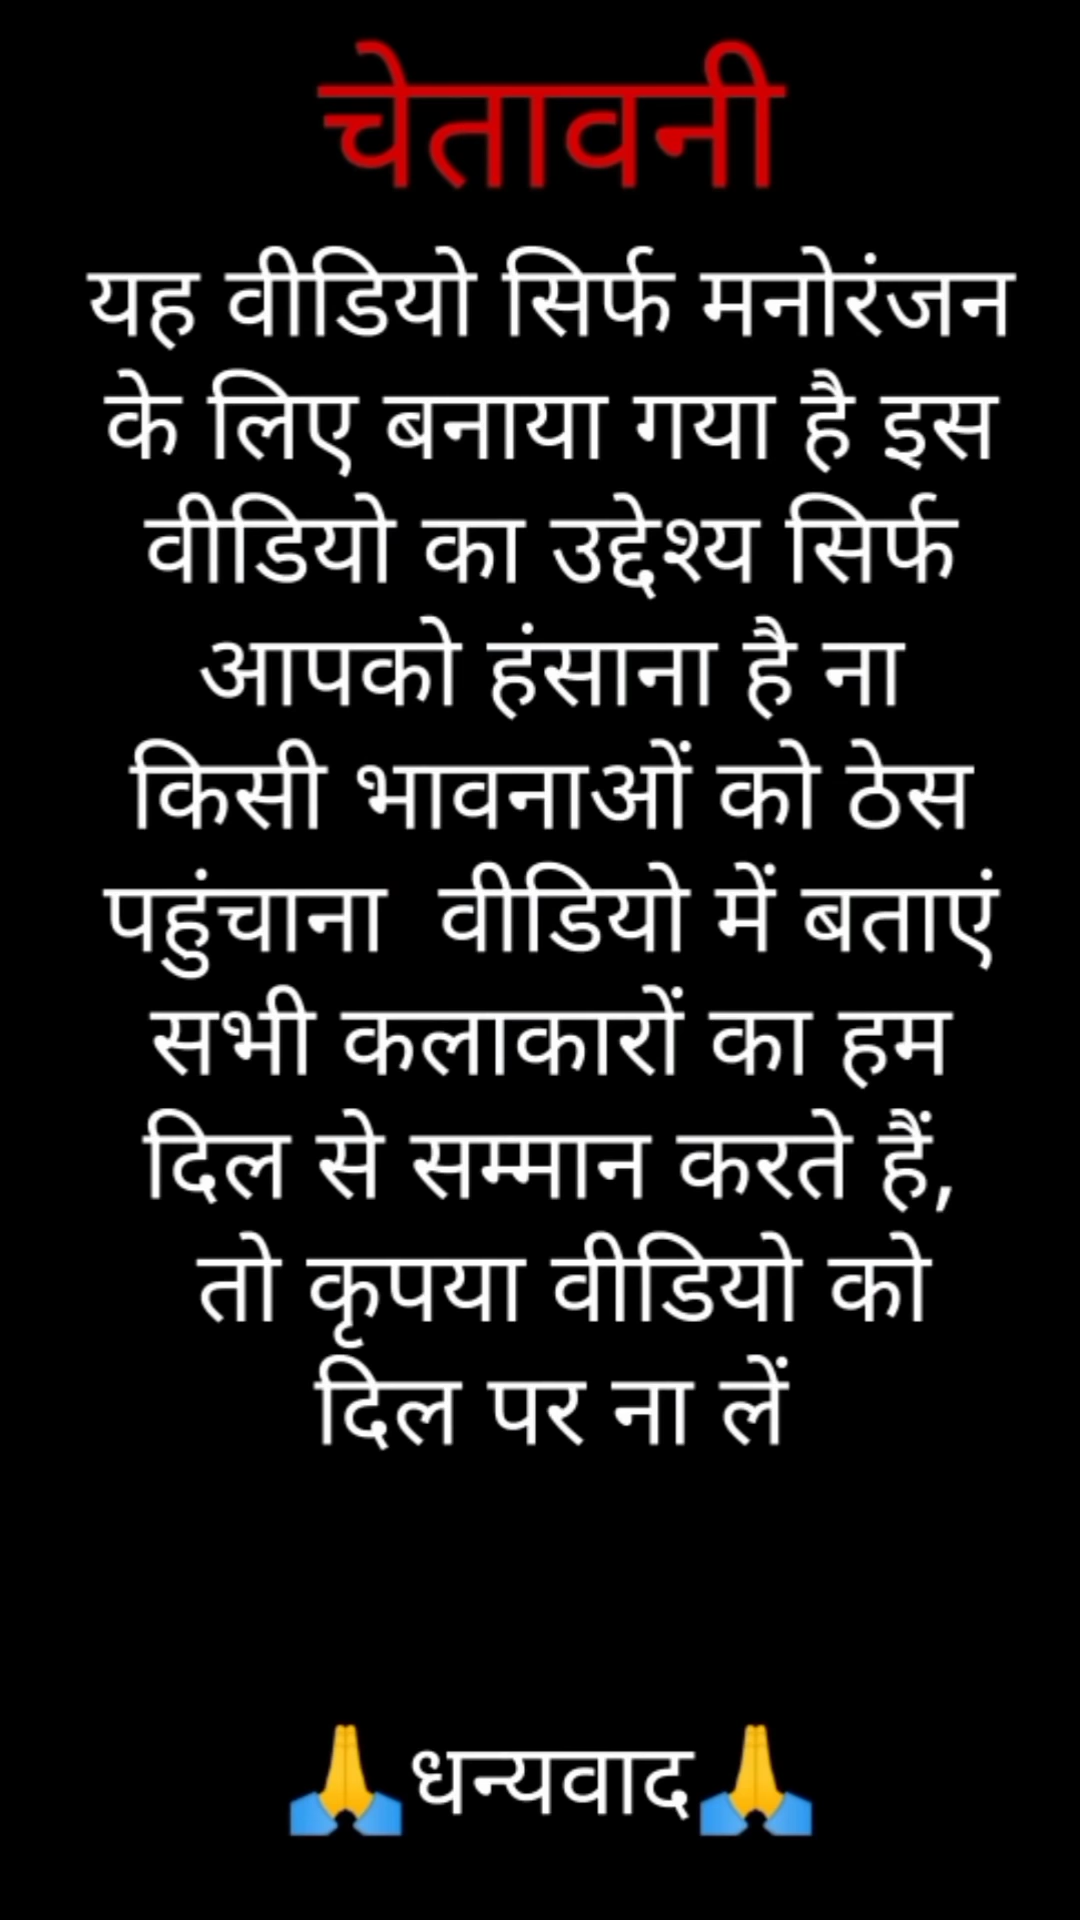 चेतावनी
यह वीडियो सिर्फ मनोरंजन
के लिए बनाया गया है इस
वीडियो का उद्देश्य सिर्फ
आपको हंसाना है ना
किसी भावनाओं को ठेस
पहुंचाना वीडियो में बताएं
सभी कलाकारों का हम
दिल से सम्मान करते हैं,
तो कृपया वीडियो को
दिल पर ना लें
🙏धन्यवाद🙏